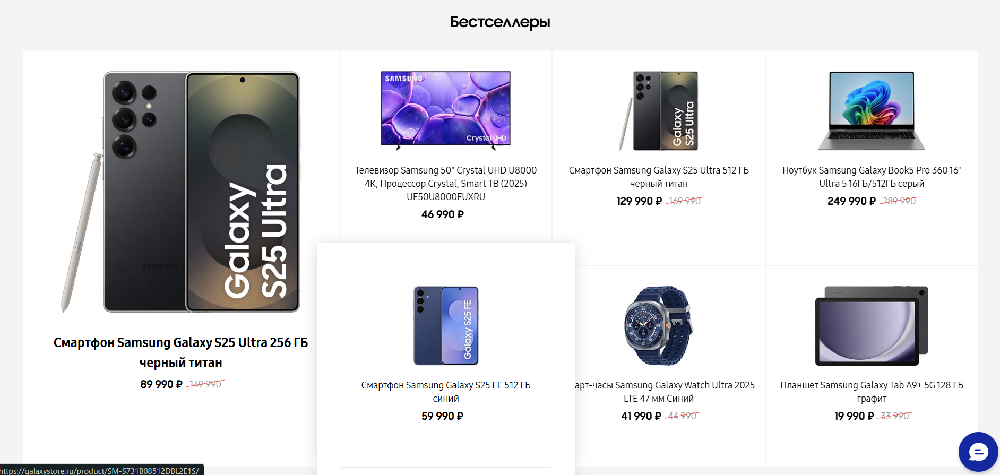 Бестселлеры
SAMSUNG
Galaxy
S25 Ultra
Смартфон Samsung Galaxy S25 Ultra 256 ГБ
черный титан
89 990 ₽ 149 990
SAMSUNG
Crystal UHD
Телевизор Samsung 50" Crystal UHD U8000
4K, Процессор Crystal, Smart ТВ (2025)
UE50U8000FUXRU
46 990 ₽
Galaxy
S25 Ultra
Смартфон Samsung Galaxy S25 Ultra 512 ГБ
черный титан
129 990 ₽ 169 990
Ноутбук Samsung Galaxy Book5 Pro 360 16"
Ultra 5 16ГБ/512ГБ серый
249 990 ₽ 289 990
Galaxy S25 FE
Смартфон Samsung Galaxy S25 FE 512 ГБ
синий
59 990 ₽
арт-часы Samsung Galaxy Watch Ultra 2025
LTE 47 мм Синий
41 990 ₽ 44 990
Планшет Samsung Galaxy Tab A9+ 5G 128 ГБ
графит
19 990 ₽ 33 990
https://galaxystore.ru/product/SM-S731B08512DBL2E1S/